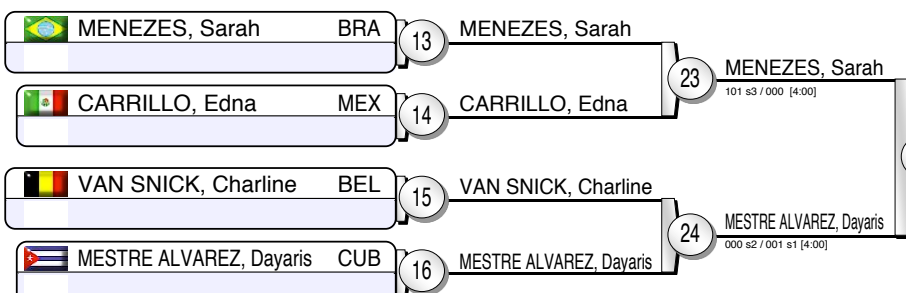 MENEZES, Sarah BRA
13
MENEZES, Sarah
23
MENEZES, Sarah
101 s3 / 000 [4:00]
CARRILLO, Edna MEX
14
CARRILLO, Edna
VAN SNICK, Charline BEL
15
VAN SNICK, Charline
24
MESTRE ALVAREZ, Dayaris
000 s2 / 001 s1 [4:00]
MESTRE ALVAREZ, Dayaris CUB
16
MESTRE ALVAREZ, Dayaris